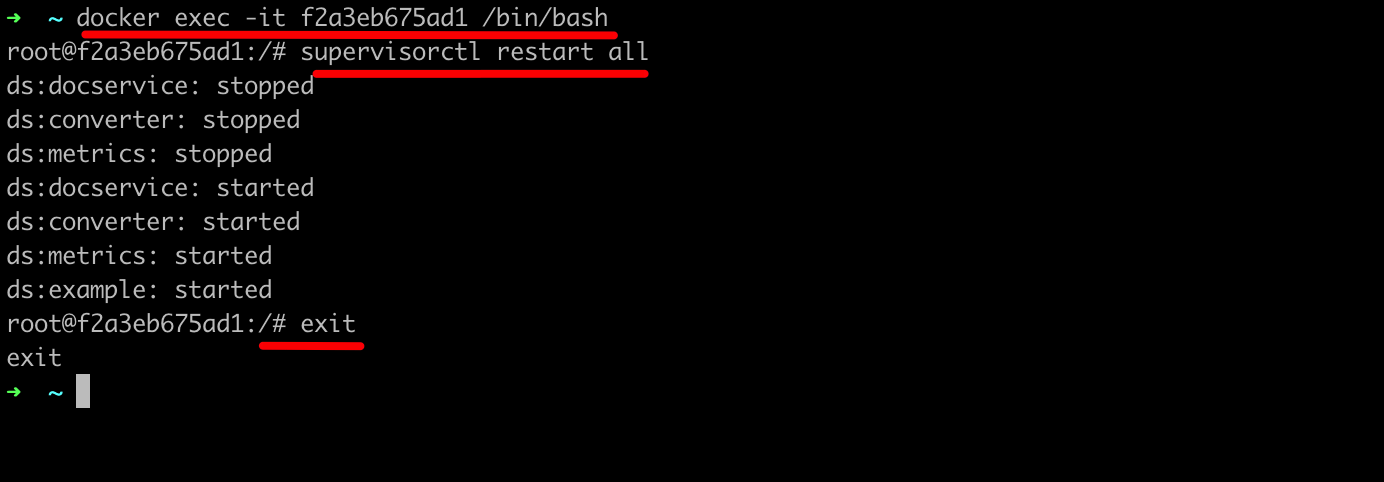 ➜ ~ docker exec -it f2a3eb675ad1 /bin/bash
root@f2a3eb675ad1:/# supervisorctl restart all
ds:docservice: stopped
ds:converter: stopped
ds:metrics: stopped
ds:docservice: started
ds:converter: started
ds:metrics: started
ds:example: started
root@f2a3eb675ad1:/# exit
exit
➜ ~